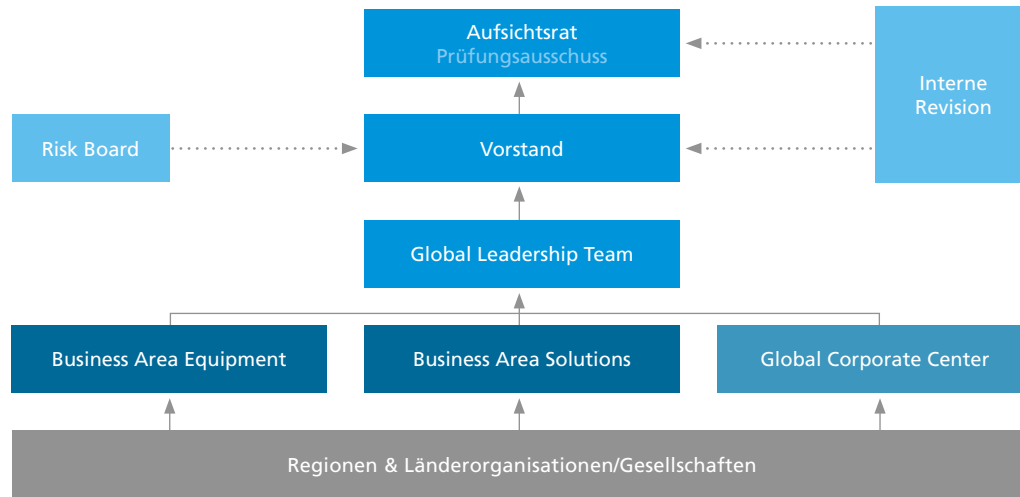 Aufsichtsrat
Prüfungsausschuss
Interne
Revision
Risk Board
Vorstand
Global Leadership Team
Business Area Equipment
Business Area Solutions
Global Corporate Center
Regionen & Länderorganisationen/Gesellschaften